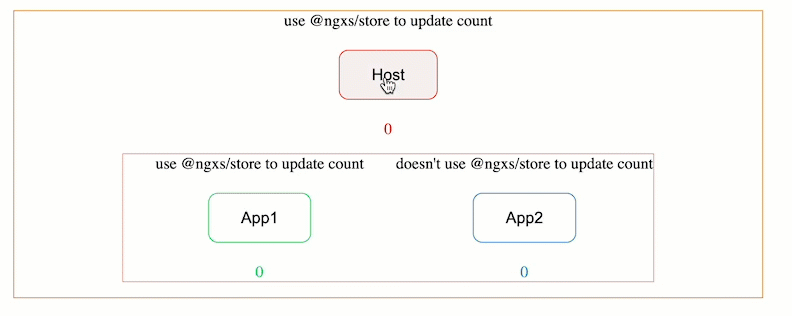 use @ngxs/store to update count
Host
0
use @ngxs/store to update count
doesn't use @ngxs/store to update count
App1
App2
0
0